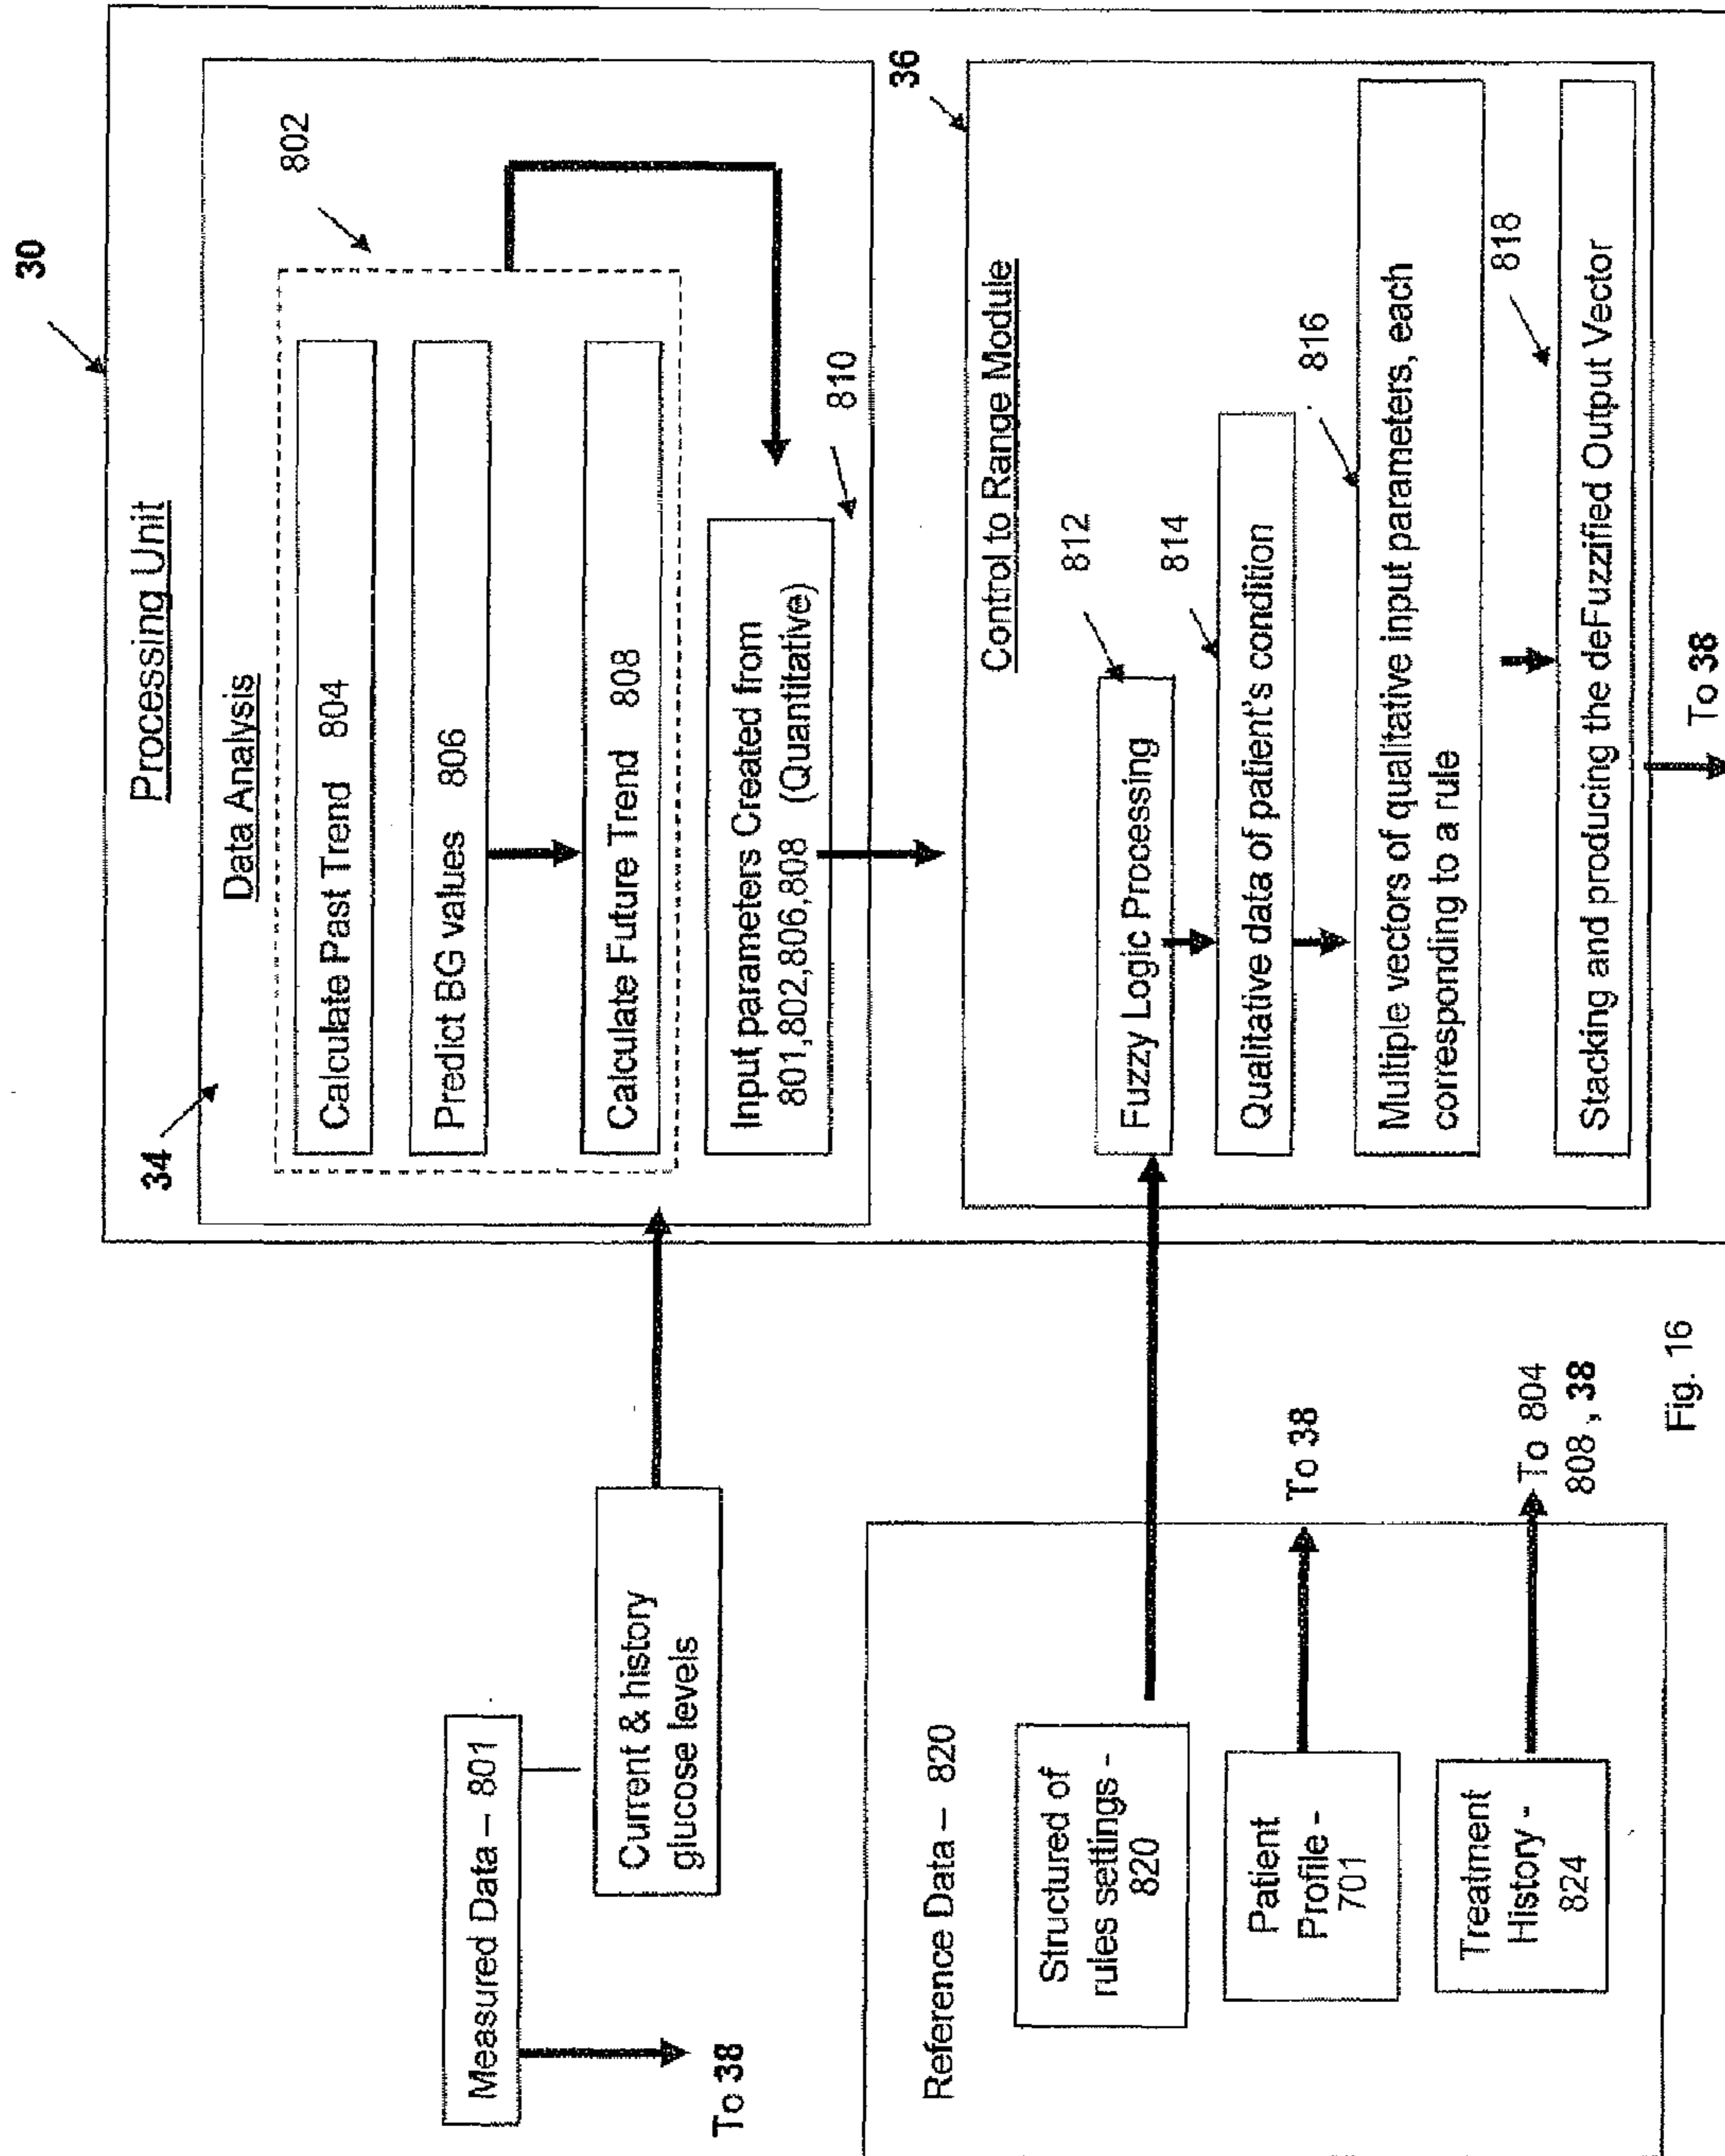 30
Processing Unit
34
Data Analysis
802
Calculate Past Trend 804
Predict BG values 806
Calculate Future Trend 808
Input parameters Created from
801,802,806,808 (Quantitative)
810
36
Control to Range Module
812
Fuzzy Logic Processing
814
Qualitative data of patient's condition
816
Multiple vectors of qualitative input parameters, each
corresponding to a rule
818
Stacking and producing the deFuzzified Output Vector
To 38
Measured Data – 801
To 38
Current & history
glucose levels
Reference Data – 820
Structured of
rules settings -
820
Patient
Profile -
701
To 38
Treatment
History -
824
To 804
808 , 38
Fig. 16